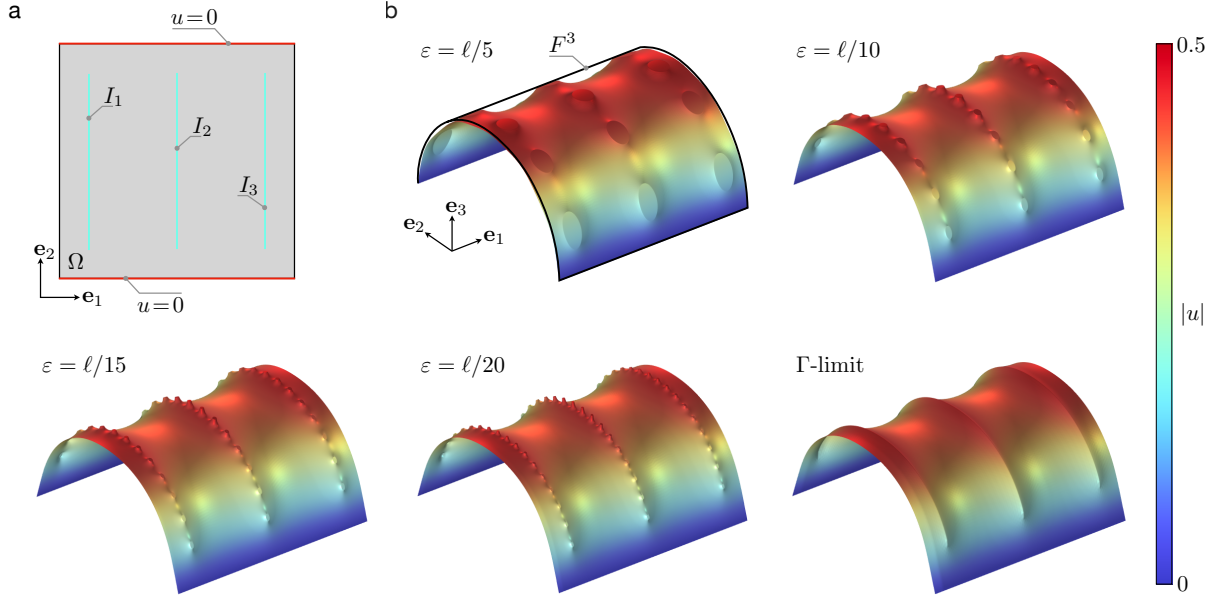 a
u=0
I₁
I₂
I₃
e₂
Ω
e₁
u=0
b
ε = ℓ/5
F³
e₃
e₂
e₁
ε = ℓ/10
0.5
|u|
0
ε = ℓ/15
ε = ℓ/20
Γ-limit